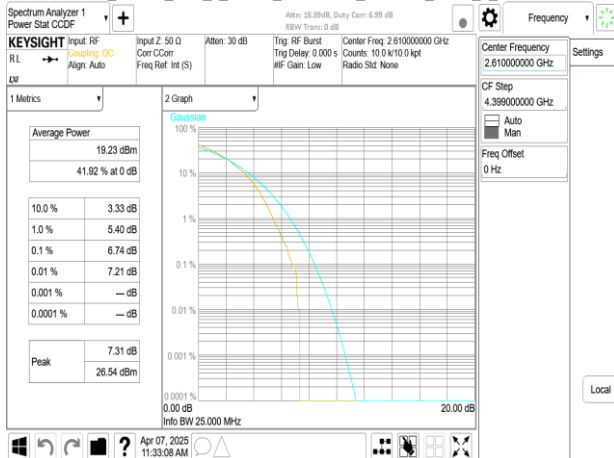 Spectrum Analyzer 1
Power Stat CCDF
+
Attn: 15.39dB, Duty Corr: 6.99 dB
RBW Trans: 0 dB
Frequency
KEYSIGHT
RL
LXI
Input: RF
Coupling: DC
Align: Auto
Input Z: 50 Ω
Corr CCorr
Freq Ref: Int (S)
Atten: 30 dB
Trig: RF Burst
Trig Delay: 0.000 s
#IF Gain: Low
Center Freq: 2.610000000 GHz
Counts: 10.0 k/10.0 kpt
Radio Std: None
Center Frequency
2.610000000 GHz
Settings
CF Step
4.399000000 GHz
Auto
Man
Freq Offset
0 Hz
Local
1 Metrics
Average Power
19.23 dBm
41.92 % at 0 dB
10.0 % 3.33 dB
1.0 % 5.40 dB
0.1 % 6.74 dB
0.01 % 7.21 dB
0.001 % --- dB
0.0001 % --- dB
Peak
7.31 dB
26.54 dBm
2 Graph
Gaussian
100 %
10 %
1 %
0.1 %
0.01 %
0.001 %
0.0001 %
0.00 dB 20.00 dB
Info BW 25.000 MHz
?
Apr 07, 2025
11:33:08 AM